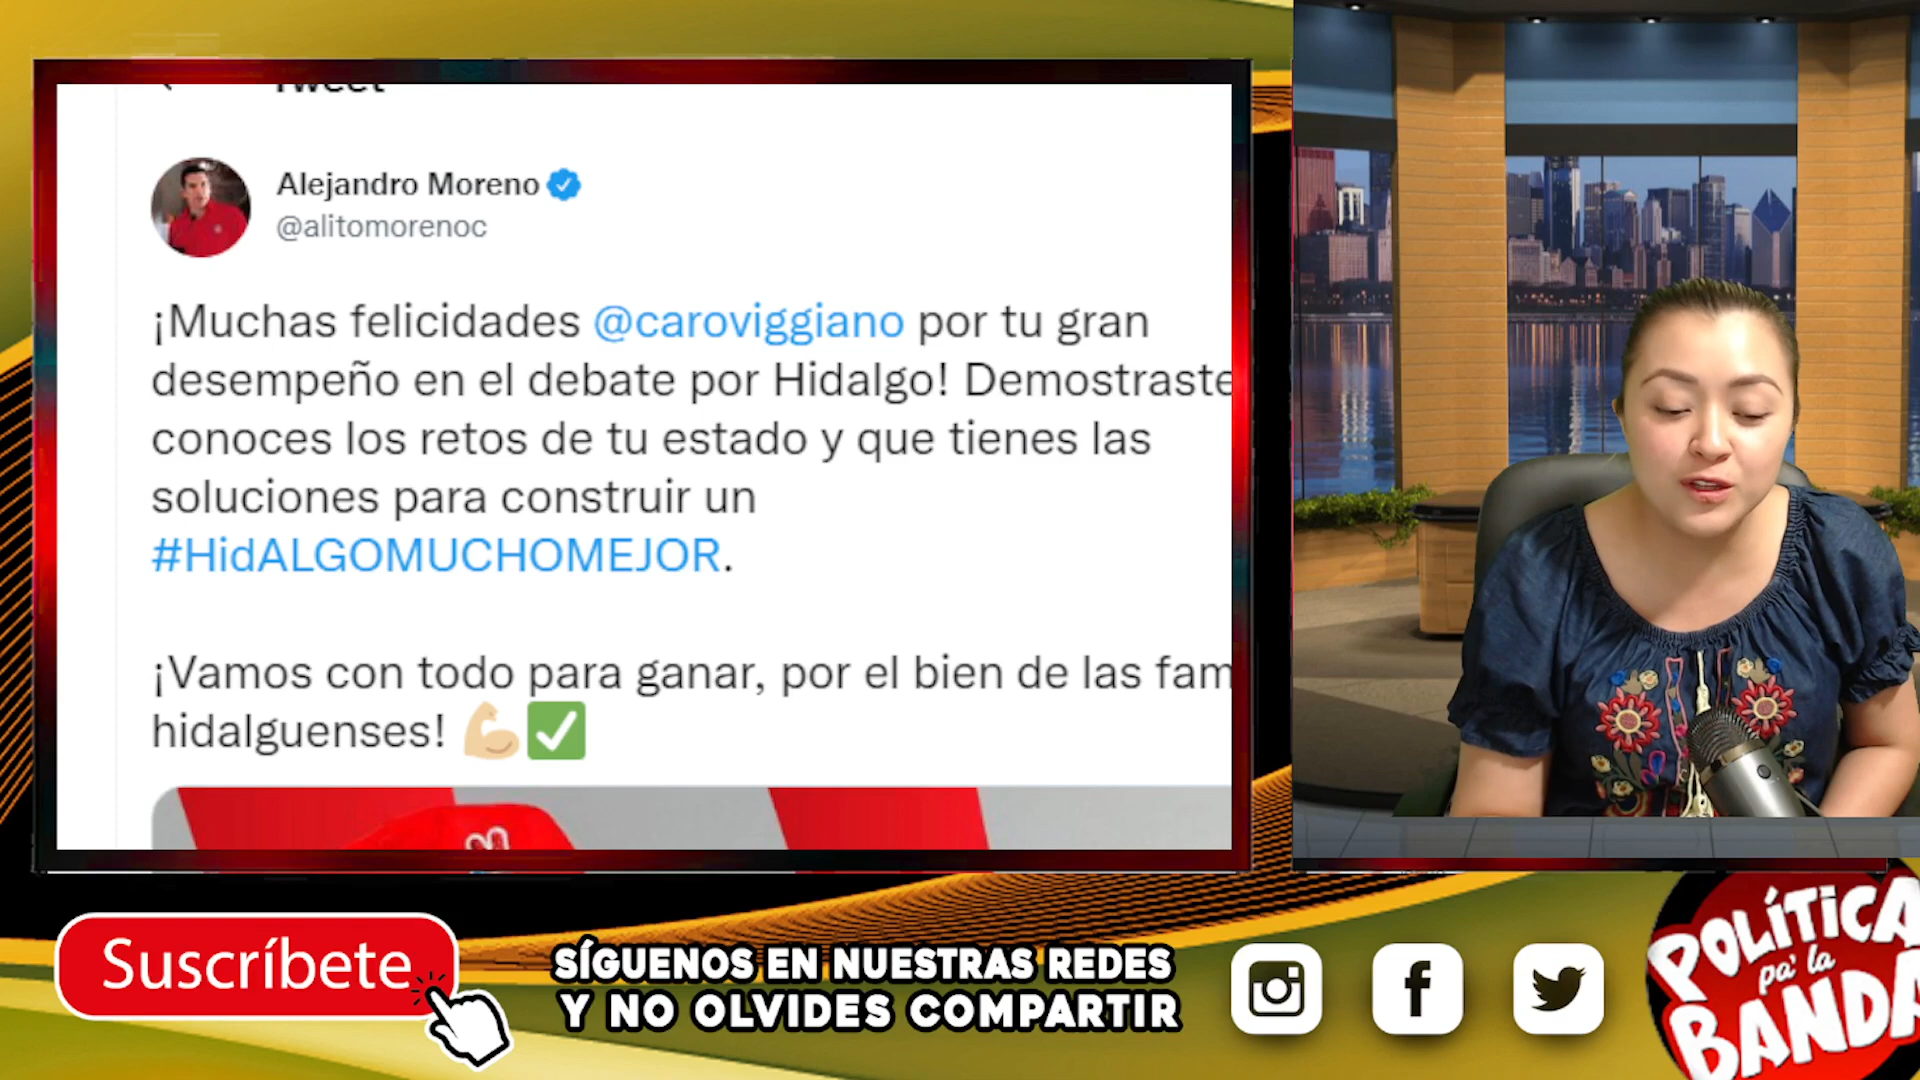 Tweet
Alejandro Moreno
@alitomorenoc
¡Muchas felicidades @caroviggiano por tu gran
desempeño en el debate por Hidalgo! Demostraste
conoces los retos de tu estado y que tienes las
soluciones para construir un
#HidALGOMUCHOMEJOR.
¡Vamos con todo para ganar, por el bien de las fam
hidalguenses! 💪🏼✅
Suscríbete
SÍGUENOS EN NUESTRAS REDES
Y NO OLVIDES COMPARTIR
POLÍTICA
pa' la
BANDA